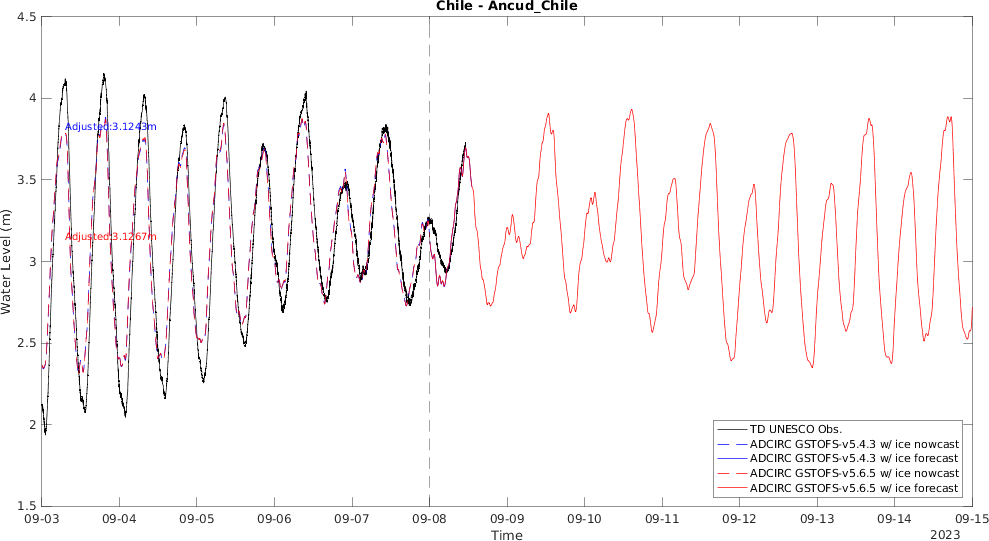 Chile - Ancud_Chile
4.5
4
3.5
3
2.5
2
1.5
Water Level (m)
Adjusted:3.1243m
Adjusted:3.1267m
TD UNESCO Obs.
ADCIRC GSTOFS-v5.4.3 w/ ice nowcast
ADCIRC GSTOFS-v5.4.3 w/ ice forecast
ADCIRC GSTOFS-v5.6.5 w/ ice nowcast
ADCIRC GSTOFS-v5.6.5 w/ ice forecast
09-03 09-04 09-05 09-06 09-07 09-08 09-09 09-10 09-11 09-12 09-13 09-14 09-15
Time
2023